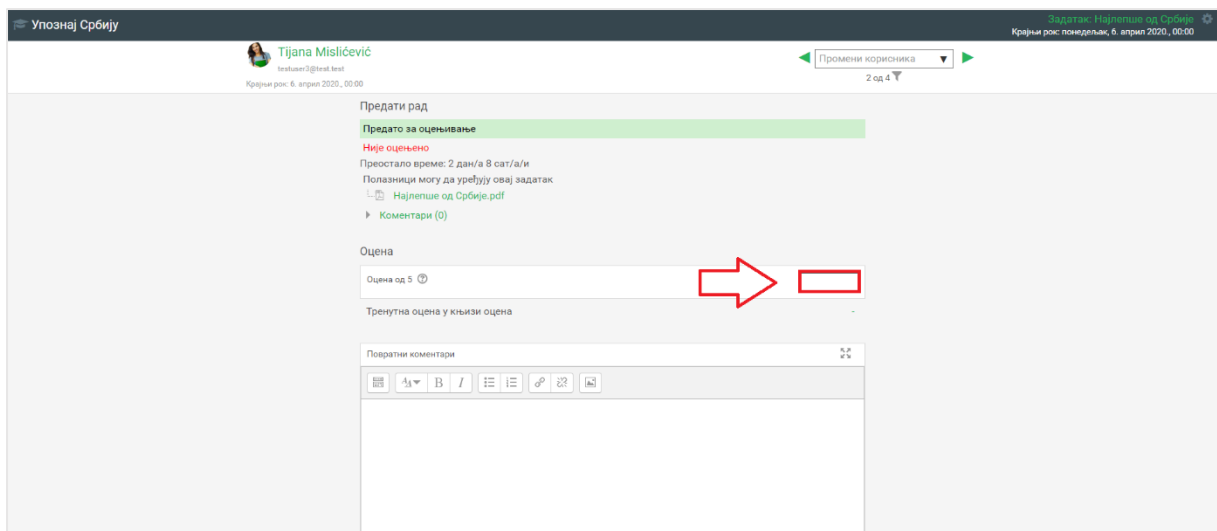 Упознај Србију
Задатак: Најлепше од Србије
Крајњи рок: понедељак, 6. април 2020., 00:00
Tijana Mislićević
testuser3@test.test
Крајњи рок: 6. април 2020., 00:00
Промени корисника
2 од 4
Предати рад
Предато за оцењивање
Није оцењено
Преостало време: 2 дан/а 8 сат/а/и
Полазници могу да уређују овај задатак
Најлепше од Србије.pdf
Коментари (0)
Оцена
Оцена од 5
Тренутна оцена у књизи оцена -
Повратни коментари